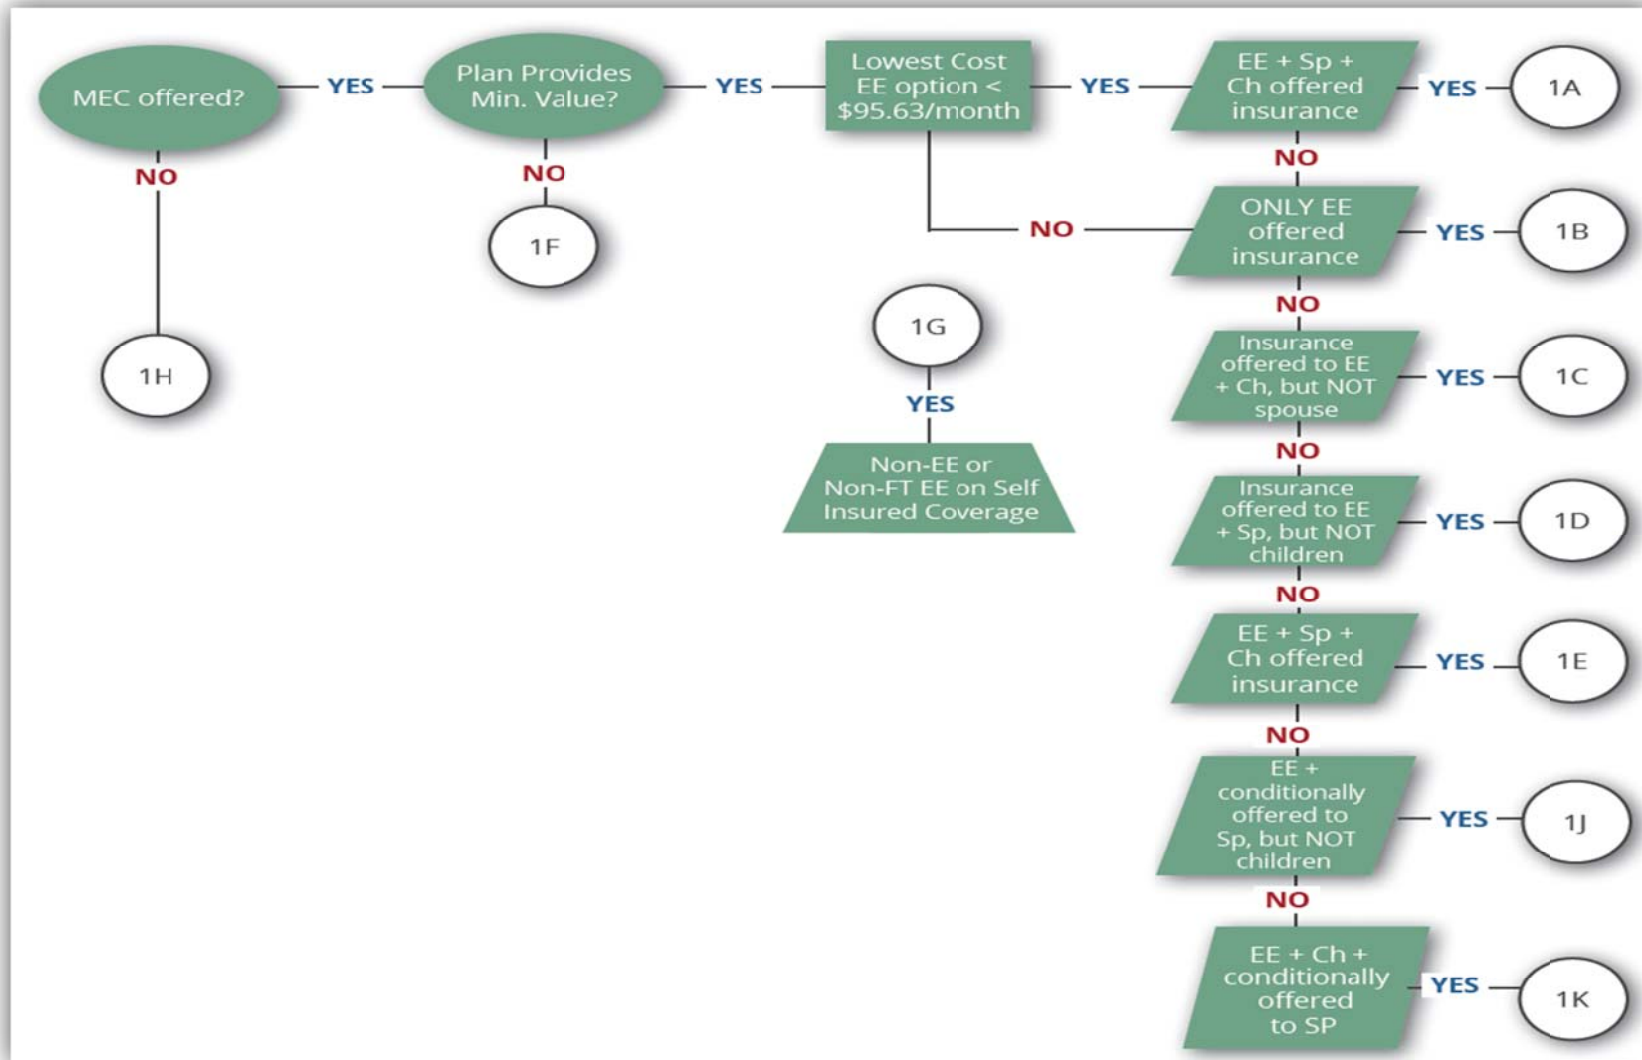 MEC offered?
YES
Plan Provides
Min. Value?
YES
Lowest Cost
EE option <
$95.63/month
YES
EE + Sp +
Ch offered
insurance
YES
1A
NO
NO
NO
ONLY EE
offered
insurance
YES
1B
NO
1F
NO
1G
Insurance
offered to EE
+ Ch, but NOT
spouse
YES
1C
1H
YES
NO
Non-EE or
Non-FT EE on Self
Insured Coverage
Insurance
offered to EE
+ Sp, but NOT
children
YES
1D
NO
EE + Sp +
Ch offered
insurance
YES
1E
NO
EE +
conditionally
offered to
Sp, but NOT
children
YES
1J
NO
EE + Ch +
conditionally
offered
to SP
YES
1K